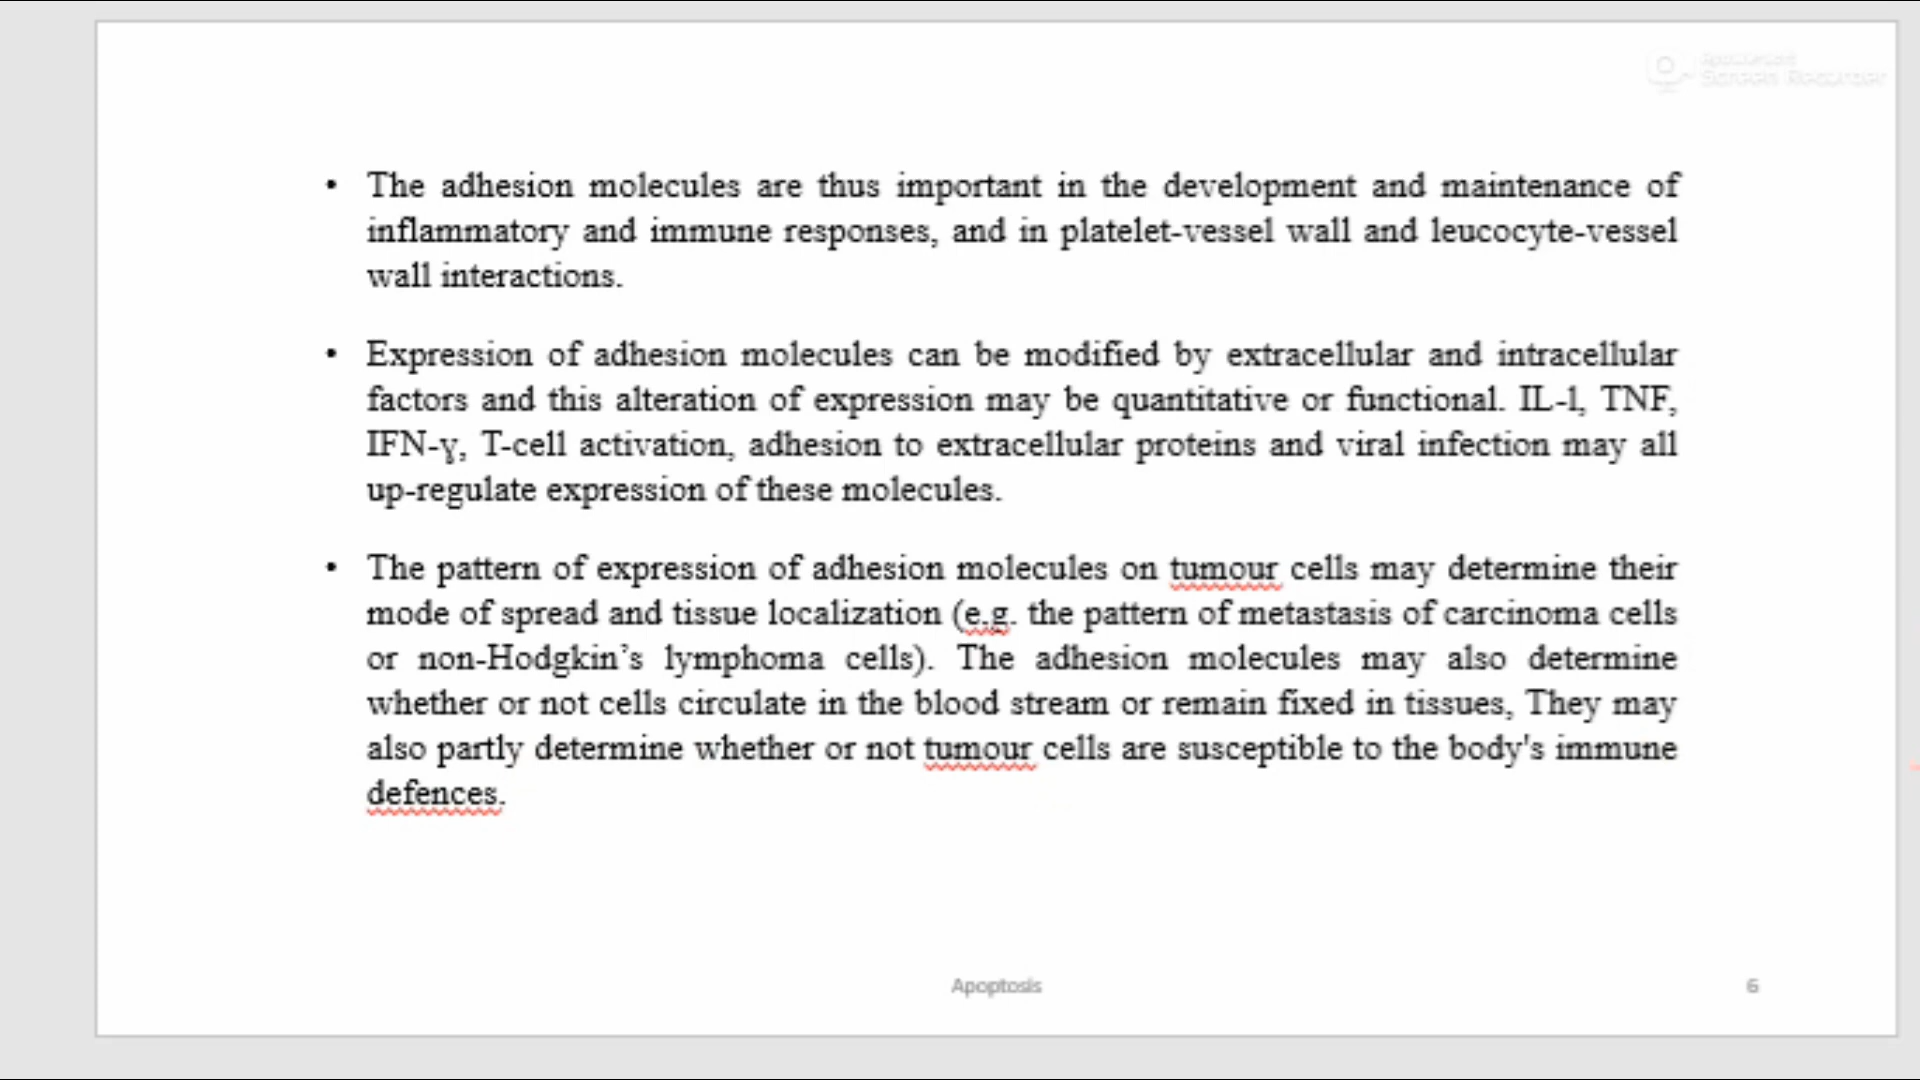 Apowersoft
Screen Recorder
• The adhesion molecules are thus important in the development and maintenance of
inflammatory and immune responses, and in platelet-vessel wall and leucocyte-vessel
wall interactions.
• Expression of adhesion molecules can be modified by extracellular and intracellular
factors and this alteration of expression may be quantitative or functional. IL-l, TNF,
IFN-γ, T-cell activation, adhesion to extracellular proteins and viral infection may all
up-regulate expression of these molecules.
• The pattern of expression of adhesion molecules on tumour cells may determine their
mode of spread and tissue localization (e.g. the pattern of metastasis of carcinoma cells
or non-Hodgkin’s lymphoma cells). The adhesion molecules may also determine
whether or not cells circulate in the blood stream or remain fixed in tissues, They may
also partly determine whether or not tumour cells are susceptible to the body's immune
defences.
Apoptosis
6